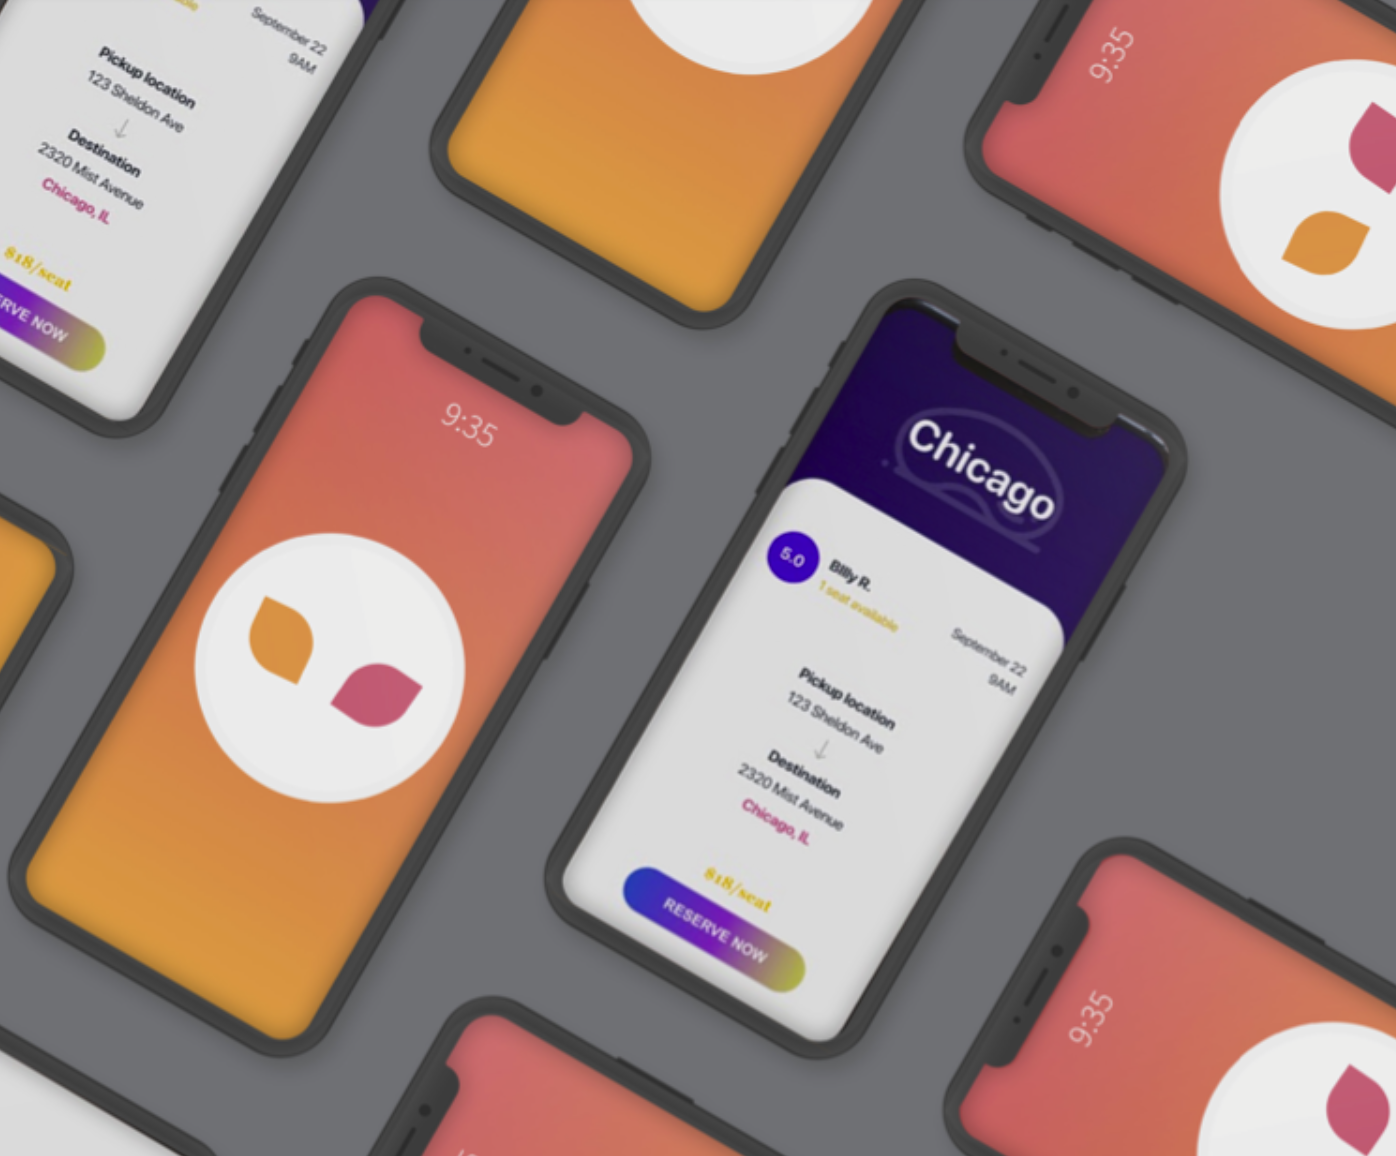 September 22
9AM
Pickup location
123 Sheldon Ave
↓
Destination
2320 Mist Avenue
Chicago, IL
$18/seat
RVE NOW
9:35
9:35
Chicago
5.0
Billy R.
1 seat available
September 22
9AM
Pickup location
123 Sheldon Ave
↓
Destination
2320 Mist Avenue
Chicago, IL
$18/seat
RESERVE NOW
9:35